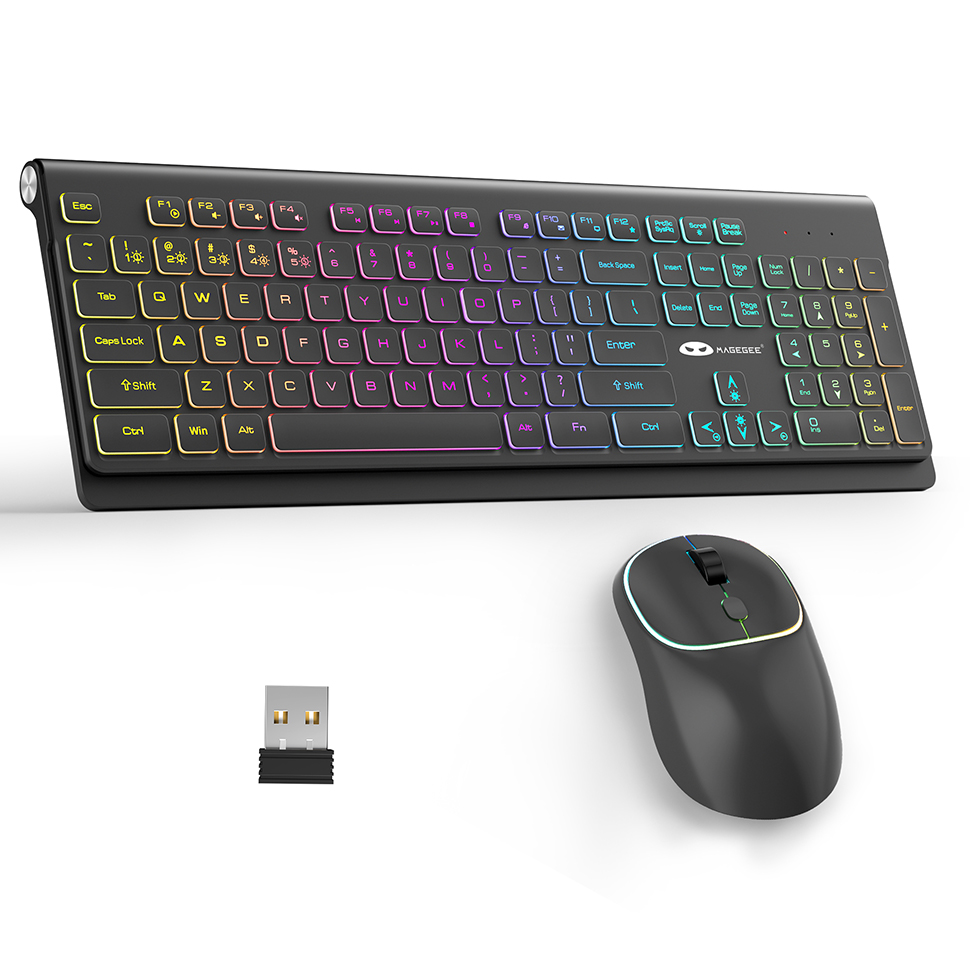 Esc F1 F2 F3 F4 F5 F6 F7 F8 F9 F10 F11 F12 PrtSc SysRq Scroll Pause Break
~ ` ! 1 @ 2 # 3 $ 4 % 5 ^ 6 & 7 * 8 ( 9 ) 0 _ - + = Back Space Insert Home Page Up Num Lock / * -
Tab Q W E R T Y U I O P { [ } ] | \ Delete End Page Down 7 Home 8 9 PgUp +
Caps Lock A S D F G H J K L : ; " ' Enter MAGEGEE 4 5 6
Shift Z X C V B N M < , > . ? / Shift 1 End 2 3 PgDn Enter
Ctrl Win Alt Alt Fn Ctrl 0 Ins . Del